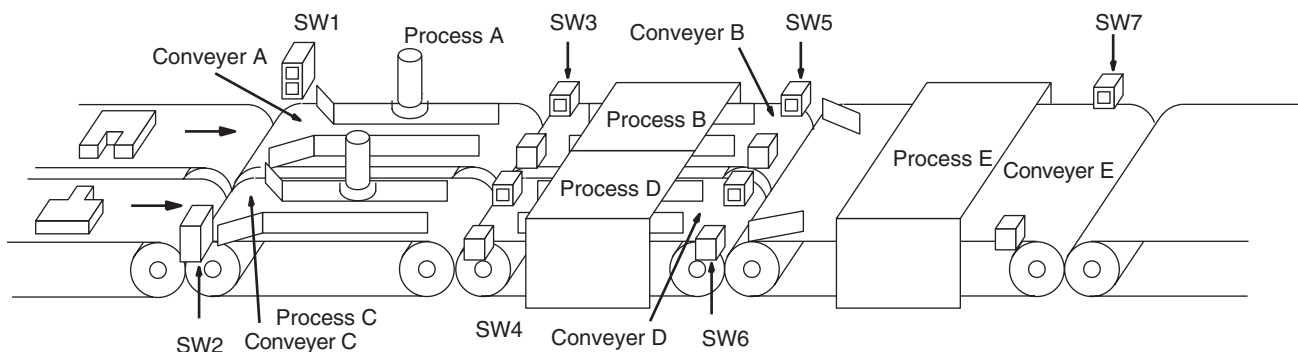 SW1
Process A
SW3
Conveyer B
SW5
SW7
Conveyer A
Process B
Process E
Conveyer E
Process D
Process C
Conveyer C
SW2
SW4
Conveyer D
SW6